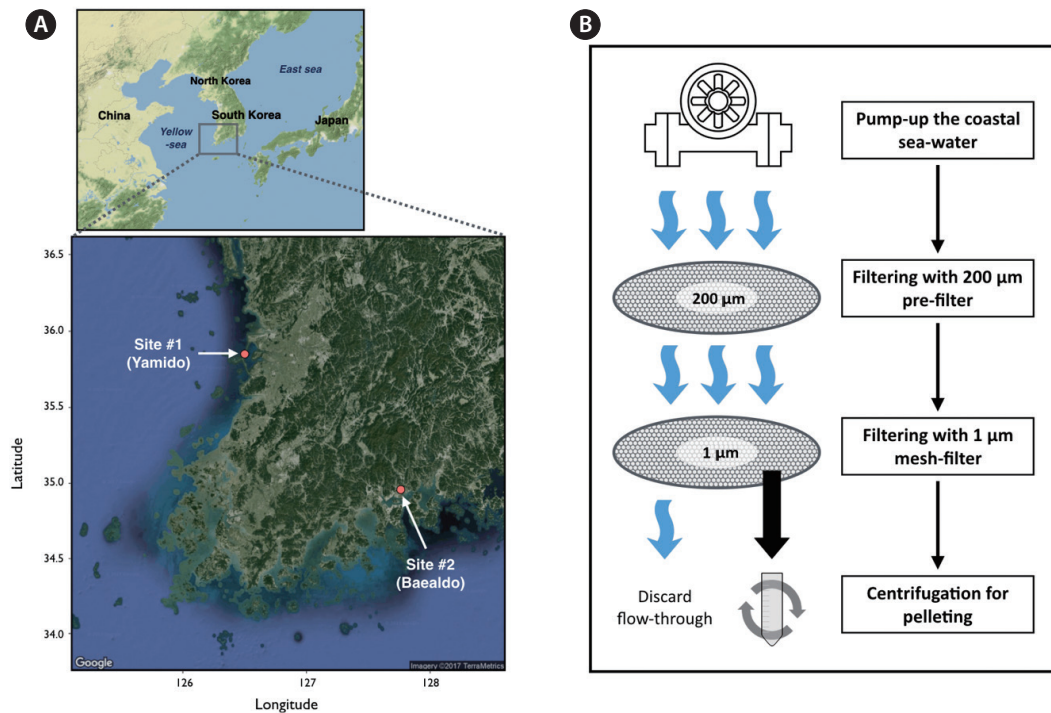 A
North Korea
East sea
China
South Korea
Japan
Yellow
-sea
36.5
36.0
35.5
35.0
34.5
34.0
Latitude
Site #1
(Yamido)
Site #2
(Baealdo)
Google
Imagery ©2017 TerraMetrics
126
127
128
Longitude
B
Pump-up the coastal
sea-water
200 µm
Filtering with 200 µm
pre-filter
1 µm
Filtering with 1 µm
mesh-filter
Discard
flow-through
Centrifugation for
pelleting